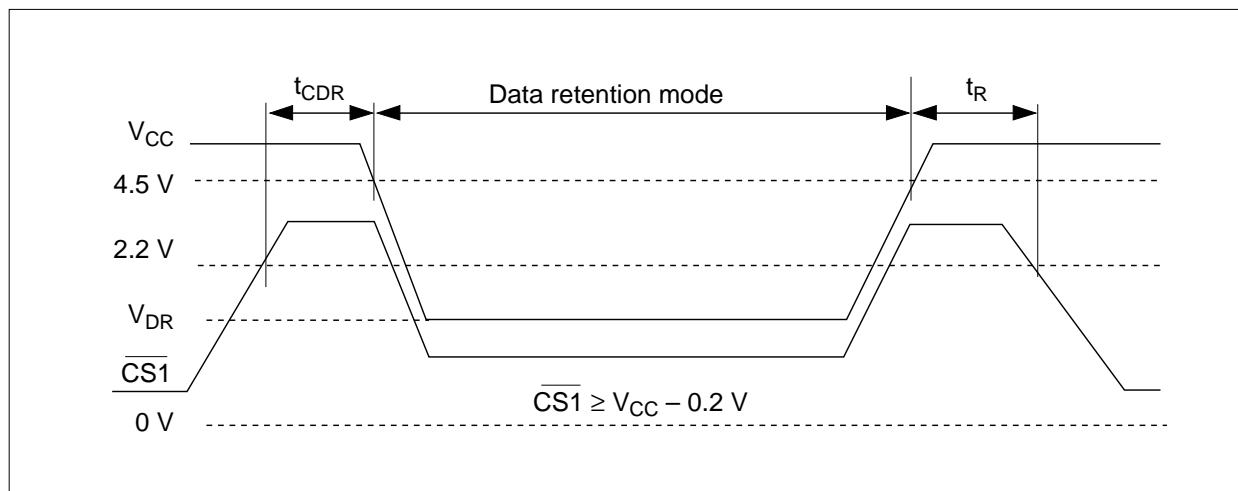 tCDR
Data retention mode
tR
VCC
4.5 V
2.2 V
VDR
CS1
CS1 ≥ VCC – 0.2 V
0 V